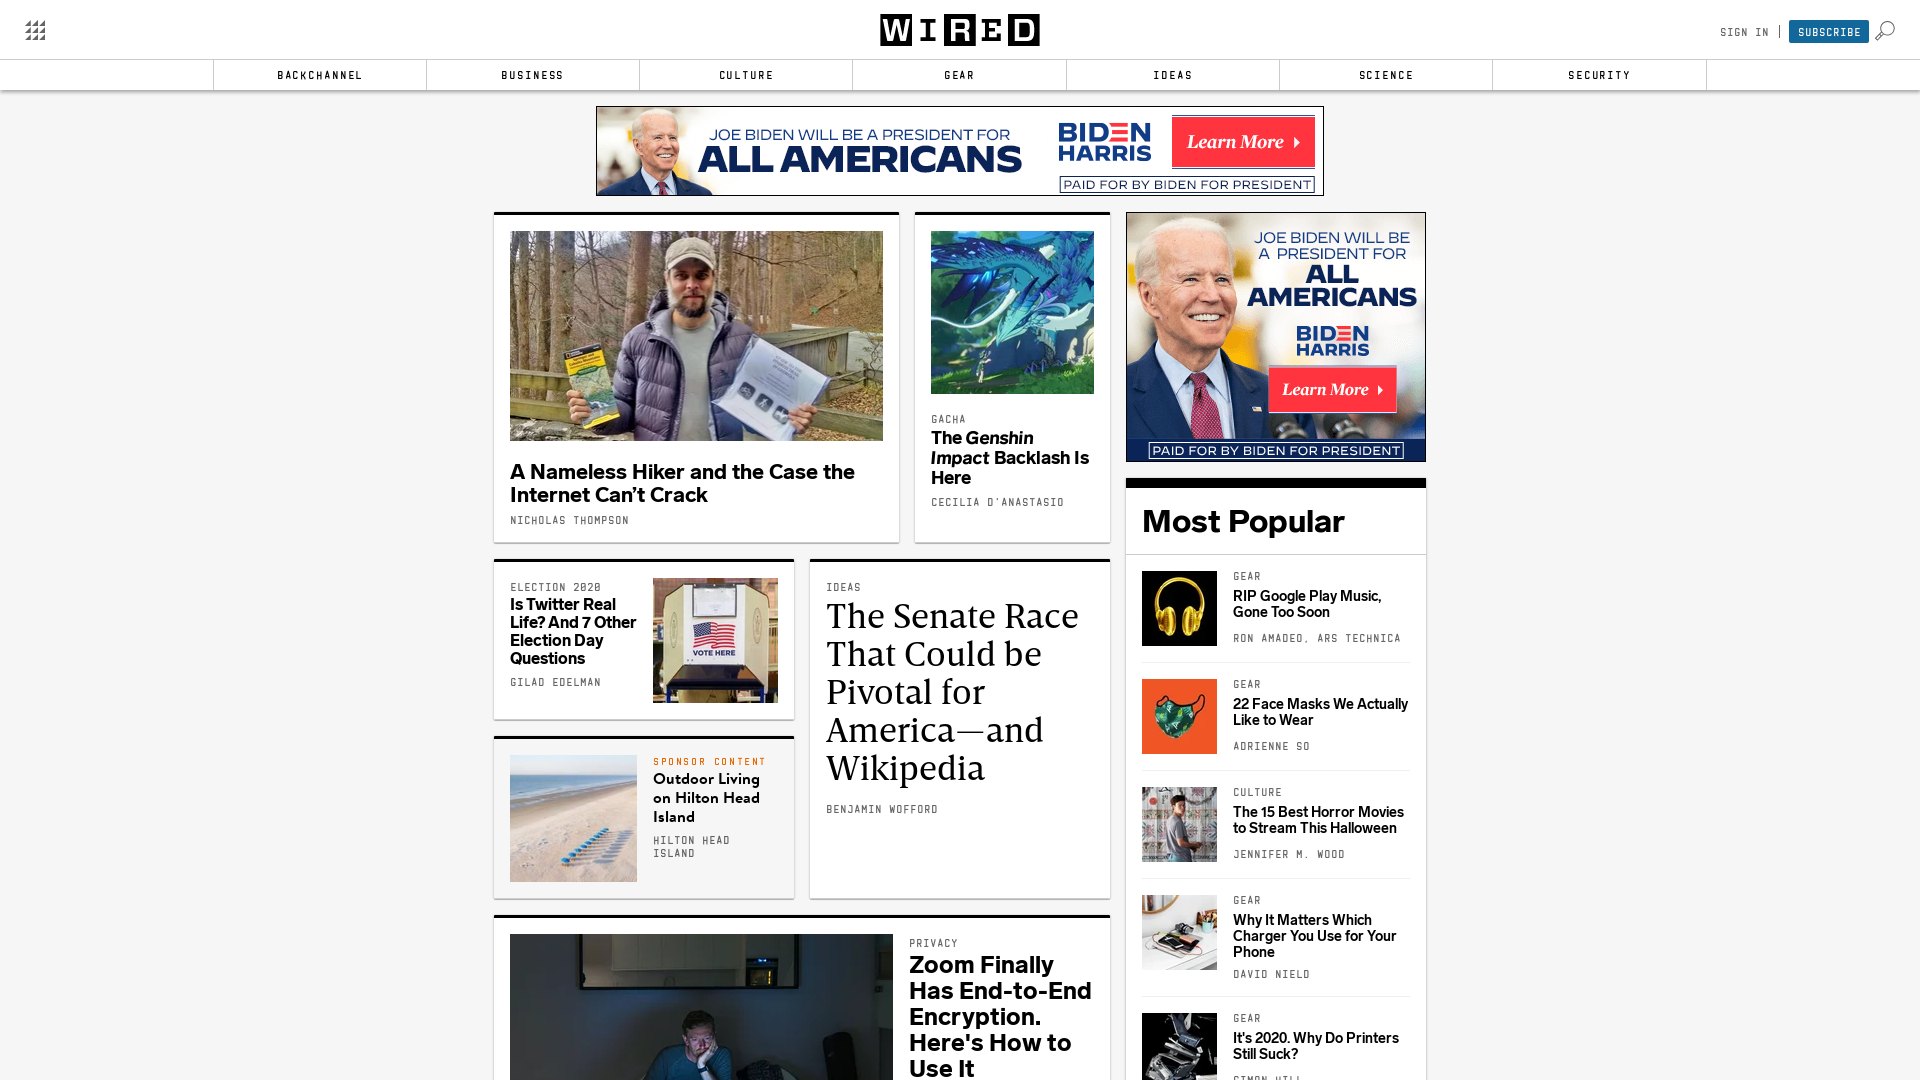 WIRED
SIGN IN
SUBSCRIBE
BACKCHANNEL
BUSINESS
CULTURE
GEAR
IDEAS
SCIENCE
SECURITY
JOE BIDEN WILL BE A PRESIDENT FOR
ALL AMERICANS
BIDEN
HARRIS
Learn More
PAID FOR BY BIDEN FOR PRESIDENT
A Nameless Hiker and the Case the
Internet Can’t Crack
NICHOLAS THOMPSON
GACHA
The Genshin
Impact Backlash Is
Here
CECILIA D'ANASTASIO
JOE BIDEN WILL BE
A PRESIDENT FOR
ALL
AMERICANS
BIDEN
HARRIS
Learn More
PAID FOR BY BIDEN FOR PRESIDENT
ELECTION 2020
Is Twitter Real
Life? And 7 Other
Election Day
Questions
GILAD EDELMAN
VOTE HERE
IDEAS
The Senate Race
That Could be
Pivotal for
America—and
Wikipedia
BENJAMIN WOFFORD
SPONSOR CONTENT
Outdoor Living
on Hilton Head
Island
HILTON HEAD
ISLAND
PRIVACY
Zoom Finally
Has End-to-End
Encryption.
Here's How to
Use It
Most Popular
GEAR
RIP Google Play Music,
Gone Too Soon
RON AMADEO, ARS TECHNICA
GEAR
22 Face Masks We Actually
Like to Wear
ADRIENNE SO
CULTURE
The 15 Best Horror Movies
to Stream This Halloween
JENNIFER M. WOOD
GEAR
Why It Matters Which
Charger You Use for Your
Phone
DAVID NIELD
GEAR
It's 2020. Why Do Printers
Still Suck?
SIMON HILL